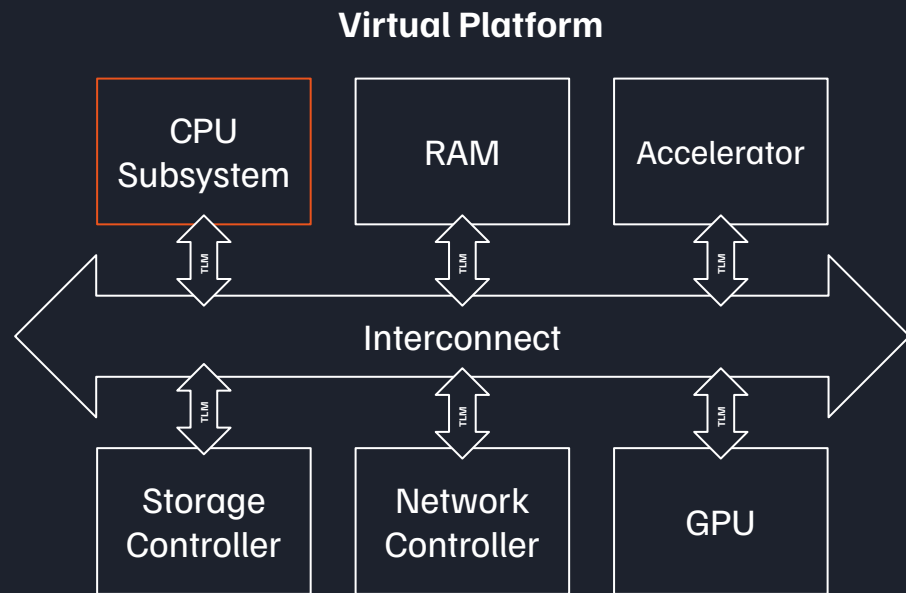 Virtual Platform
CPU
Subsystem
RAM
Accelerator
TLM
TLM
TLM
Interconnect
TLM
TLM
TLM
Storage
Controller
Network
Controller
GPU